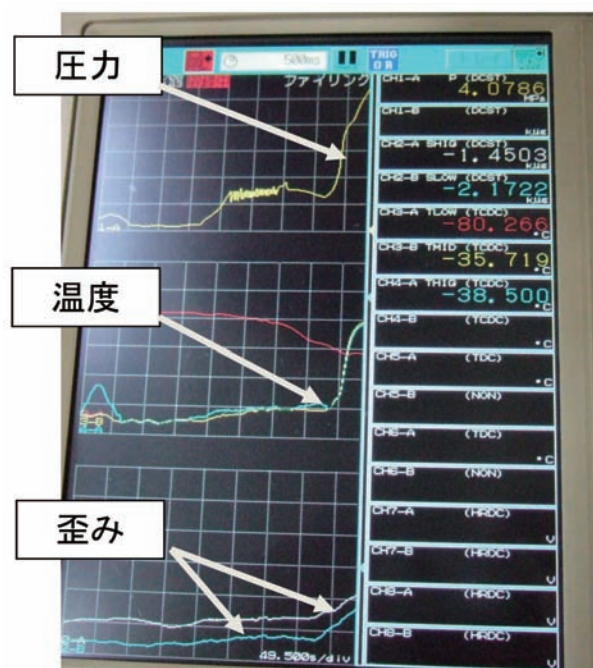 500ms
TRIG
OR
ファイリング
圧力
温度
歪み
1-A
49.500s/div
CH1-A P (DCST)
4.0786
MPa
CH1-B (DCST)
CH2-A SHIG (DCST)
-1.4503
CH2-B SLOW (DCST)
-2.1722
CH3-A TLOW (TCDC)
-80.266
°C
CH3-B TMID (TCDC)
-35.719
°C
CH4-A THIG (TCDC)
-38.500
°C
CH4-B (TCDC)
°C
CH5-A (TDC)
°C
CH5-B (NON)
CH6-A (TDC)
°C
CH6-B (NON)
CH7-A (HRDC)
V
CH7-B (HRDC)
V
CH8-A (HRDC)
V
CH8-B (HRDC)
V